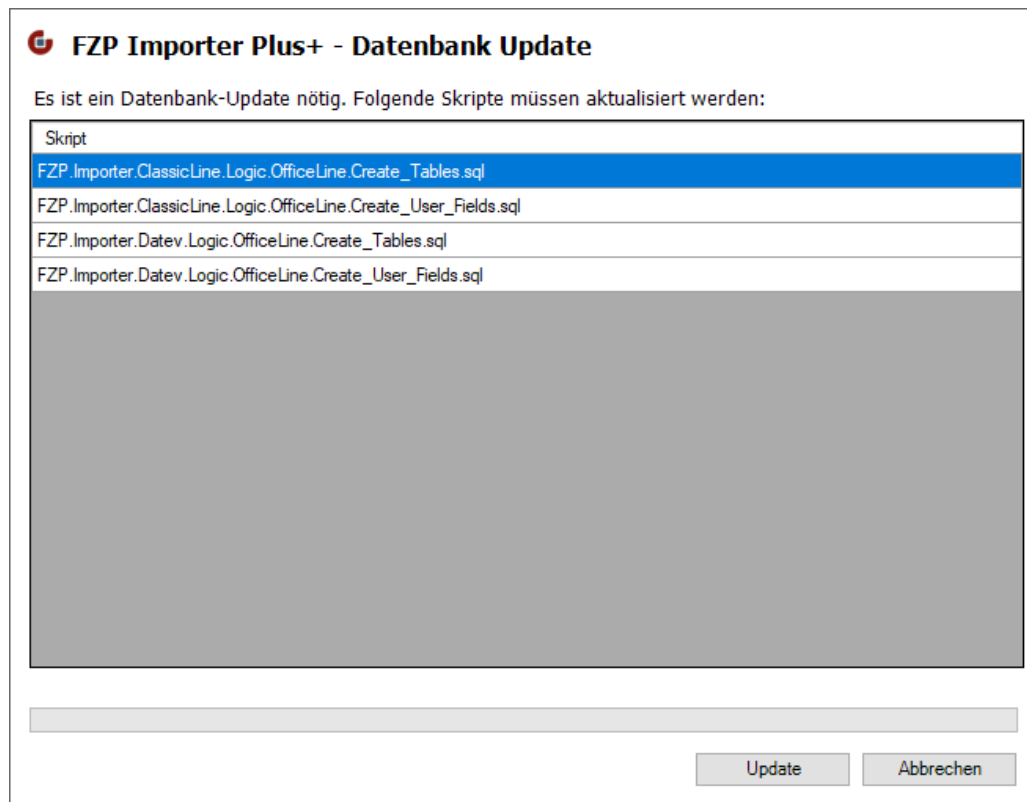 FZP Importer Plus+ - Datenbank Update
Es ist ein Datenbank-Update nötig. Folgende Skripte müssen aktualisiert werden:
Skript
FZP.Importer.ClassicLine.Logic.OfficeLine.Create_Tables.sql
FZP.Importer.ClassicLine.Logic.OfficeLine.Create_User_Fields.sql
FZP.Importer.Datev.Logic.OfficeLine.Create_Tables.sql
FZP.Importer.Datev.Logic.OfficeLine.Create_User_Fields.sql
Update Abbrechen